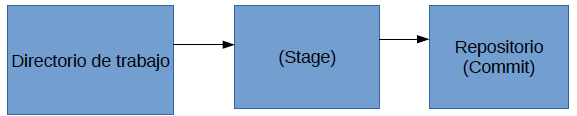 Directorio de trabajo
(Stage)
Repositorio
(Commit)